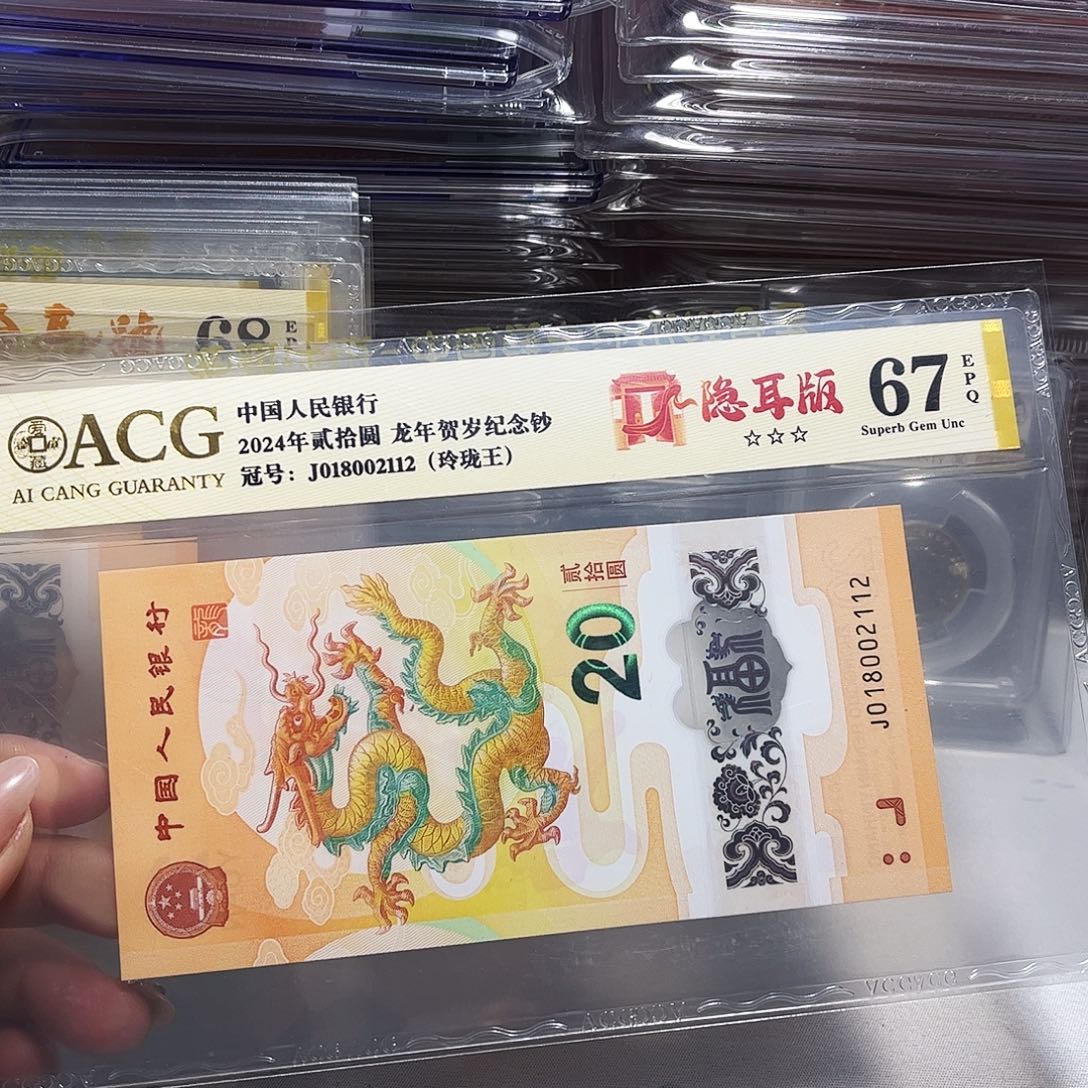 68
E
P
ACG
AI CANG GUARANTY
中国人民银行
2024年贰拾圆 龙年贺岁纪念钞
冠号：J018002112（玲珑王）
隐耳版
☆☆☆
67
EPQ
Superb Gem Unc
中国人民银行
贰拾圆
20
福
J018002112